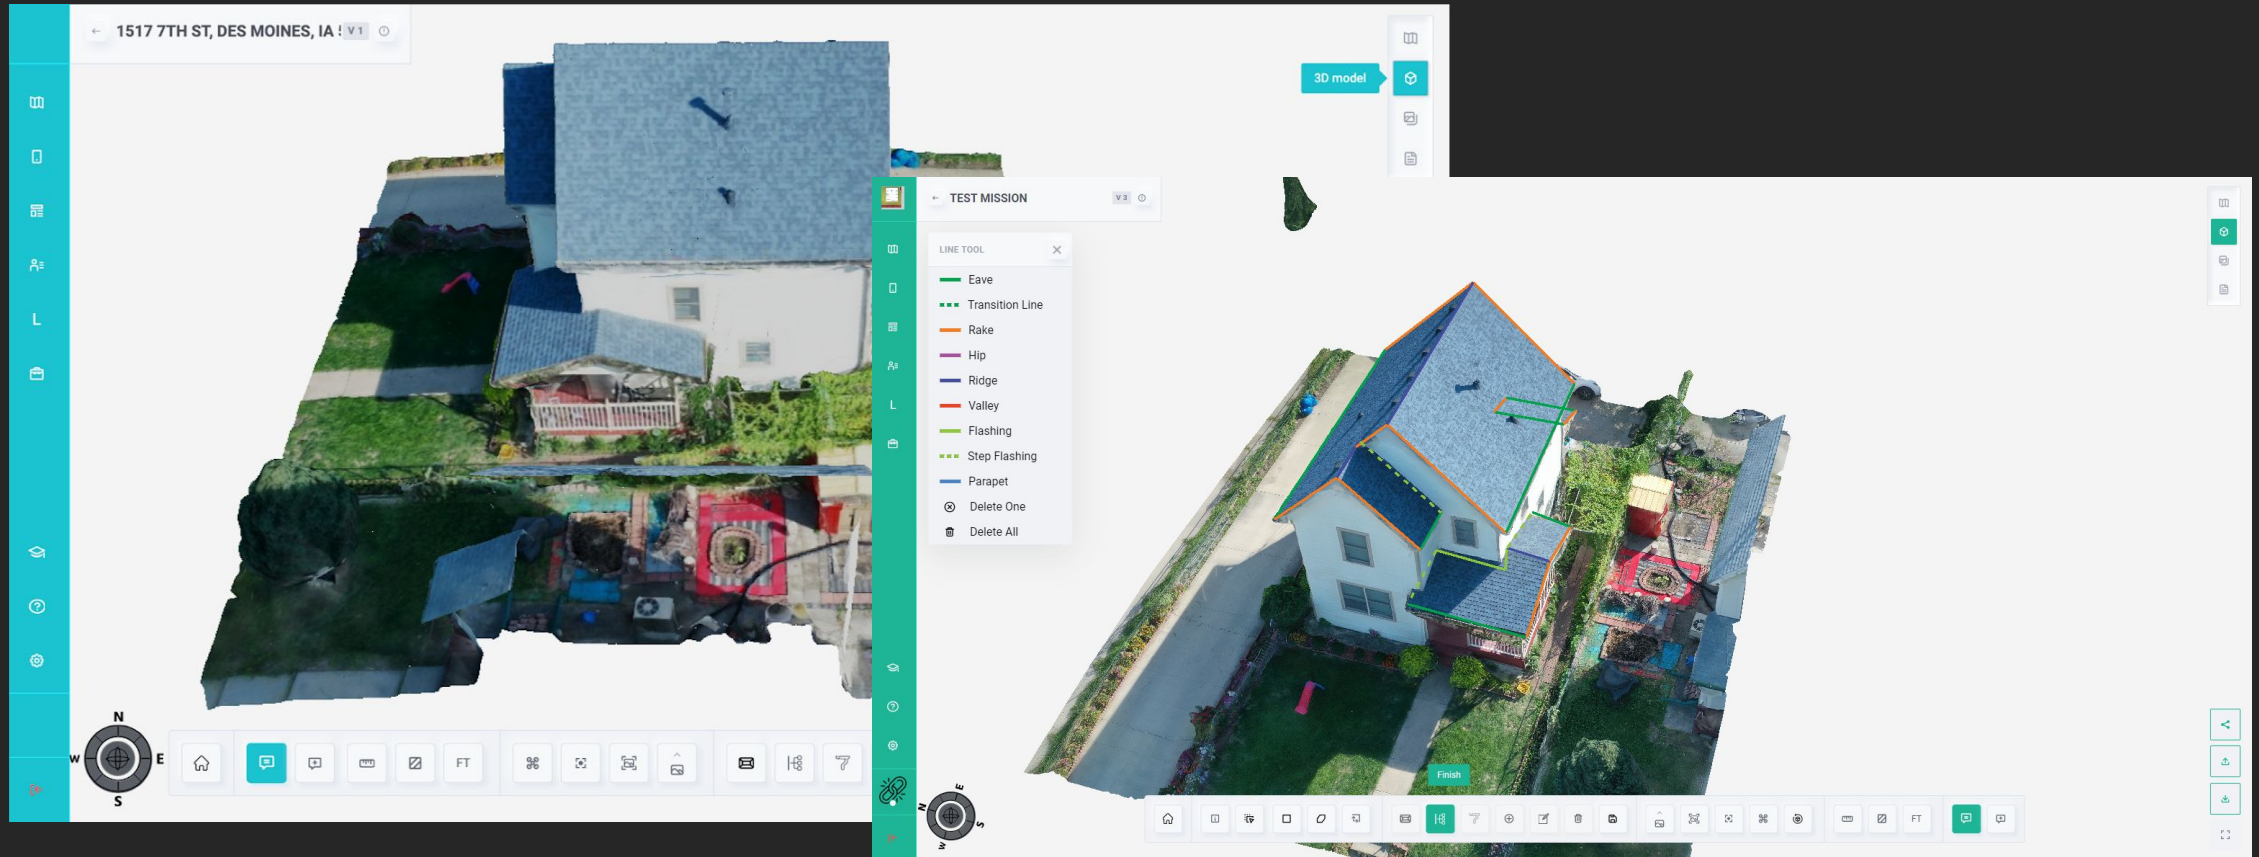 1517 7TH ST, DES MOINES, IA
V 1
3D model
L
N
W
E
S
FT
TEST MISSION
V 3
LINE TOOL
Eave
Transition Line
Rake
Hip
Ridge
Valley
Flashing
Step Flashing
Parapet
Delete One
Delete All
L
Finish
N
E
W
S
FT